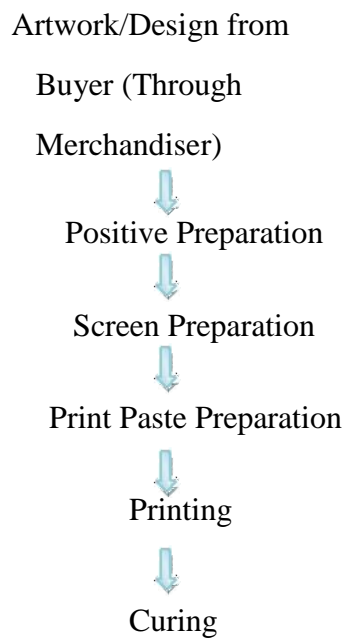 Artwork/Design from
Buyer (Through
Merchandiser)
Positive Preparation
Screen Preparation
Print Paste Preparation
Printing
Curing